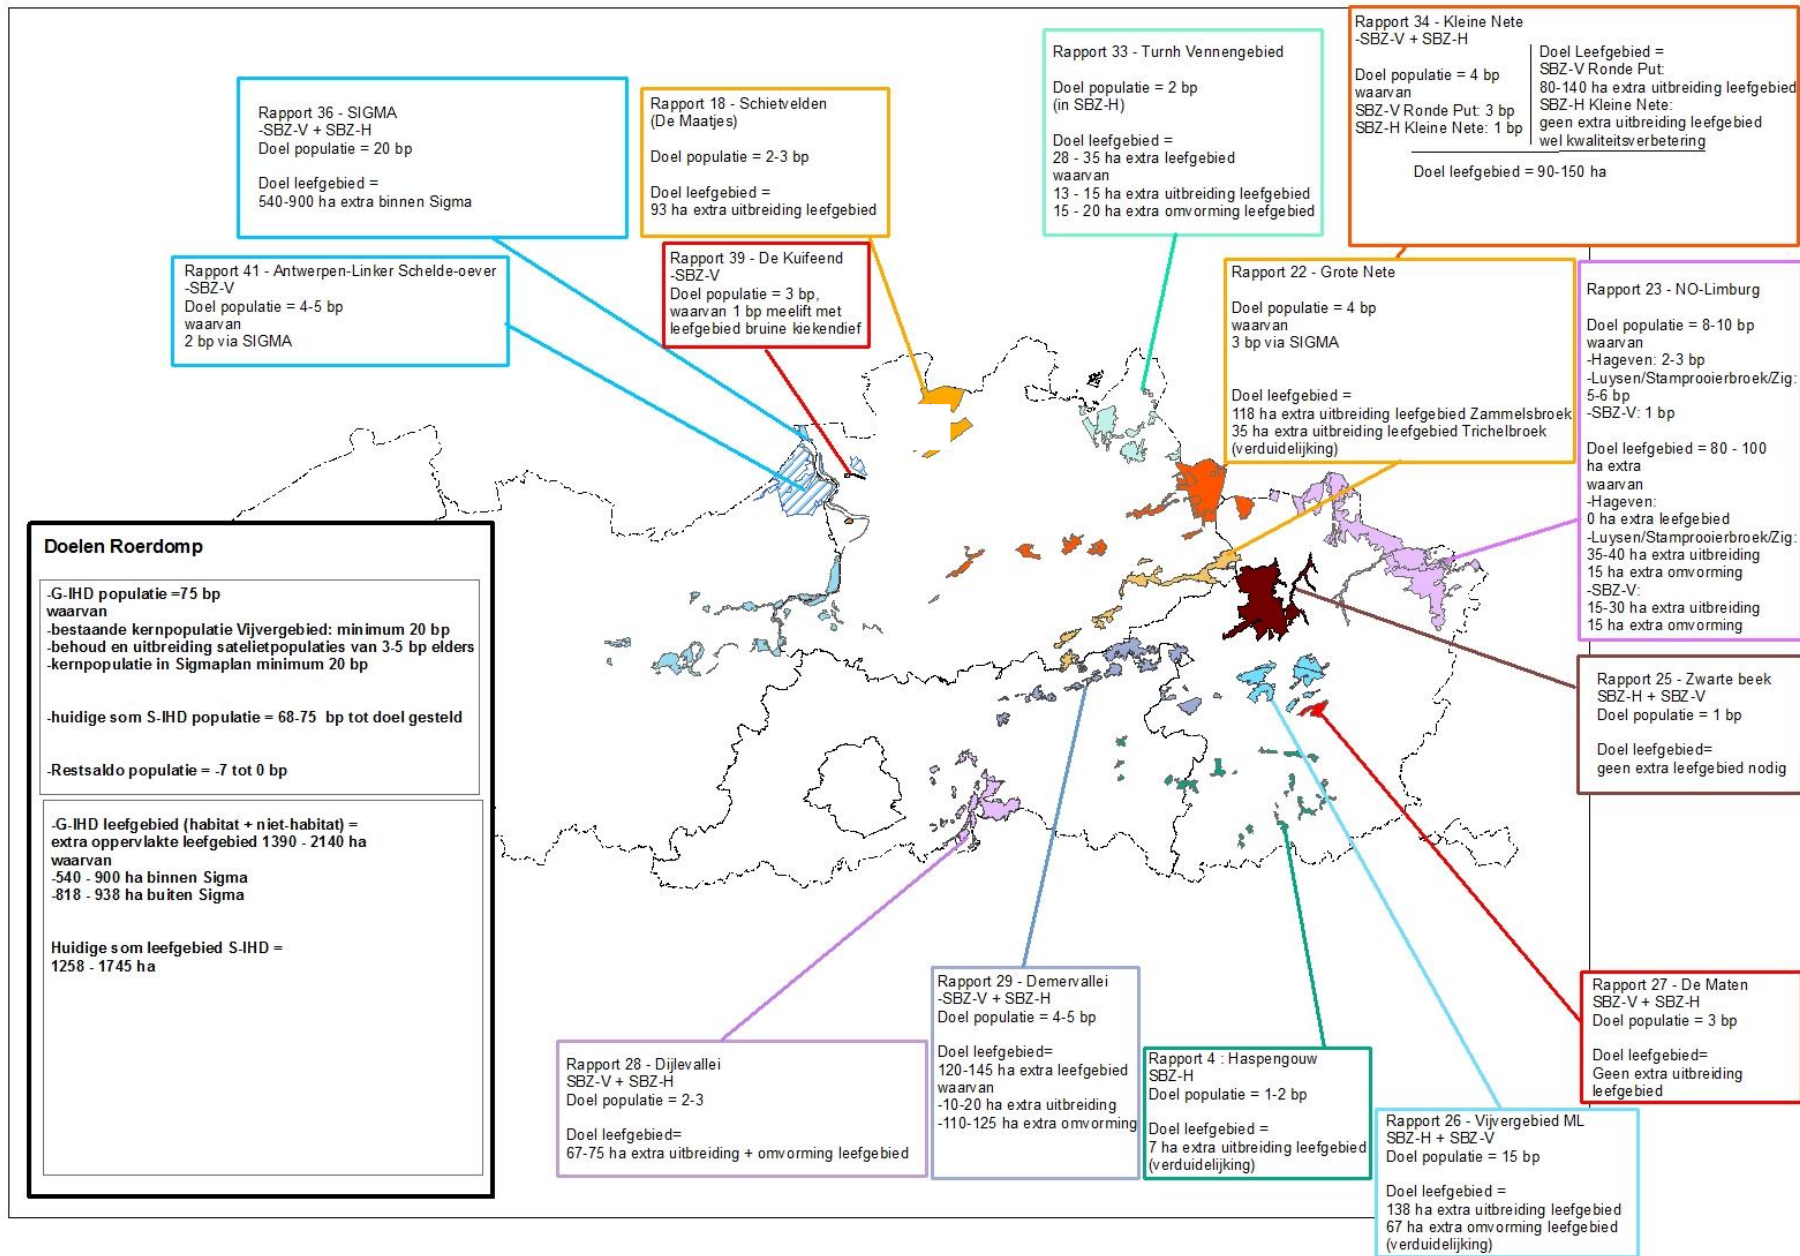 Rapport 36 - SIGMA
-SBZ-V + SBZ-H
Doel populatie = 20 bp
Doel leefgebied =
540-900 ha extra binnen Sigma
Rapport 18 - Schietvelden
(De Maatjes)
Doel populatie = 2-3 bp
Doel leefgebied =
93 ha extra uitbreiding leefgebied
Rapport 33 - Turnh Vennengebied
Doel populatie = 2 bp
(in SBZ-H)
Doel leefgebied =
28 - 35 ha extra leefgebied
waarvan
13 - 15 ha extra uitbreiding leefgebied
15 - 20 ha extra omvorming leefgebied
Rapport 34 - Kleine Nete
-SBZ-V + SBZ-H
Doel populatie = 4 bp
waarvan
SBZ-V Ronde Put: 3 bp
SBZ-H Kleine Nete: 1 bp
Doel Leefgebied =
SBZ-V Ronde Put:
80-140 ha extra uitbreiding leefgebied
SBZ-H Kleine Nete:
geen extra uitbreiding leefgebied
wel kwaliteitsverbetering
Doel leefgebied = 90-150 ha
Rapport 41 - Antwerpen-Linker Schelde-oever
-SBZ-V
Doel populatie = 4-5 bp
waarvan
2 bp via SIGMA
Rapport 39 - De Kuifeend
-SBZ-V
Doel populatie = 3 bp,
waarvan 1 bp meelift met
leefgebied bruine kiekendief
Rapport 22 - Grote Nete
Doel populatie = 4 bp
waarvan
3 bp via SIGMA
Doel leefgebied =
118 ha extra uitbreiding leefgebied Zammelsbroek
35 ha extra uitbreiding leefgebied Trichelbroek
(verduidelijking)
Rapport 23 - NO-Limburg
Doel populatie = 8-10 bp
waarvan
-Hageven: 2-3 bp
-Luysen/Stamprooierbroek/Zig:
5-6 bp
-SBZ-V: 1 bp
Doel leefgebied = 80 - 100
ha extra
waarvan
-Hageven:
0 ha extra leefgebied
-Luysen/Stamprooierbroek/Zig:
35-40 ha extra uitbreiding
15 ha extra omvorming
-SBZ-V:
15-30 ha extra uitbreiding
15 ha extra omvorming
Doelen Roerdomp
-G-IHD populatie =75 bp
waarvan
-bestaande kernpopulatie Vijvergebied: minimum 20 bp
-behoud en uitbreiding satelietpopulaties van 3-5 bp elders
-kernpopulatie in Sigmaplan minimum 20 bp
-huidige som S-IHD populatie = 68-75 bp tot doel gesteld
-Restsaldo populatie = -7 tot 0 bp
-G-IHD leefgebied (habitat + niet-habitat) =
extra oppervlakte leefgebied 1390 - 2140 ha
waarvan
-540 - 900 ha binnen Sigma
-818 - 938 ha buiten Sigma
Huidige som leefgebied S-IHD =
1258 - 1745 ha
Rapport 25 - Zwarte beek
SBZ-H + SBZ-V
Doel populatie = 1 bp
Doel leefgebied=
geen extra leefgebied nodig
Rapport 28 - Dijlevallei
SBZ-V + SBZ-H
Doel populatie = 2-3
Doel leefgebied=
67-75 ha extra uitbreiding + omvorming leefgebied
Rapport 29 - Demervallei
-SBZ-V + SBZ-H
Doel populatie = 4-5 bp
Doel leefgebied=
120-145 ha extra leefgebied
waarvan
-10-20 ha extra uitbreiding
-110-125 ha extra omvorming
Rapport 4 : Haspengouw
SBZ-H
Doel populatie = 1-2 bp
Doel leefgebied =
7 ha extra uitbreiding leefgebied
(verduidelijking)
Rapport 27 - De Maten
SBZ-V + SBZ-H
Doel populatie = 3 bp
Doel leefgebied=
Geen extra uitbreiding
leefgebied
Rapport 26 - Vijvergebied ML
SBZ-H + SBZ-V
Doel populatie = 15 bp
Doel leefgebied =
138 ha extra uitbreiding leefgebied
67 ha extra omvorming leefgebied
(verduidelijking)